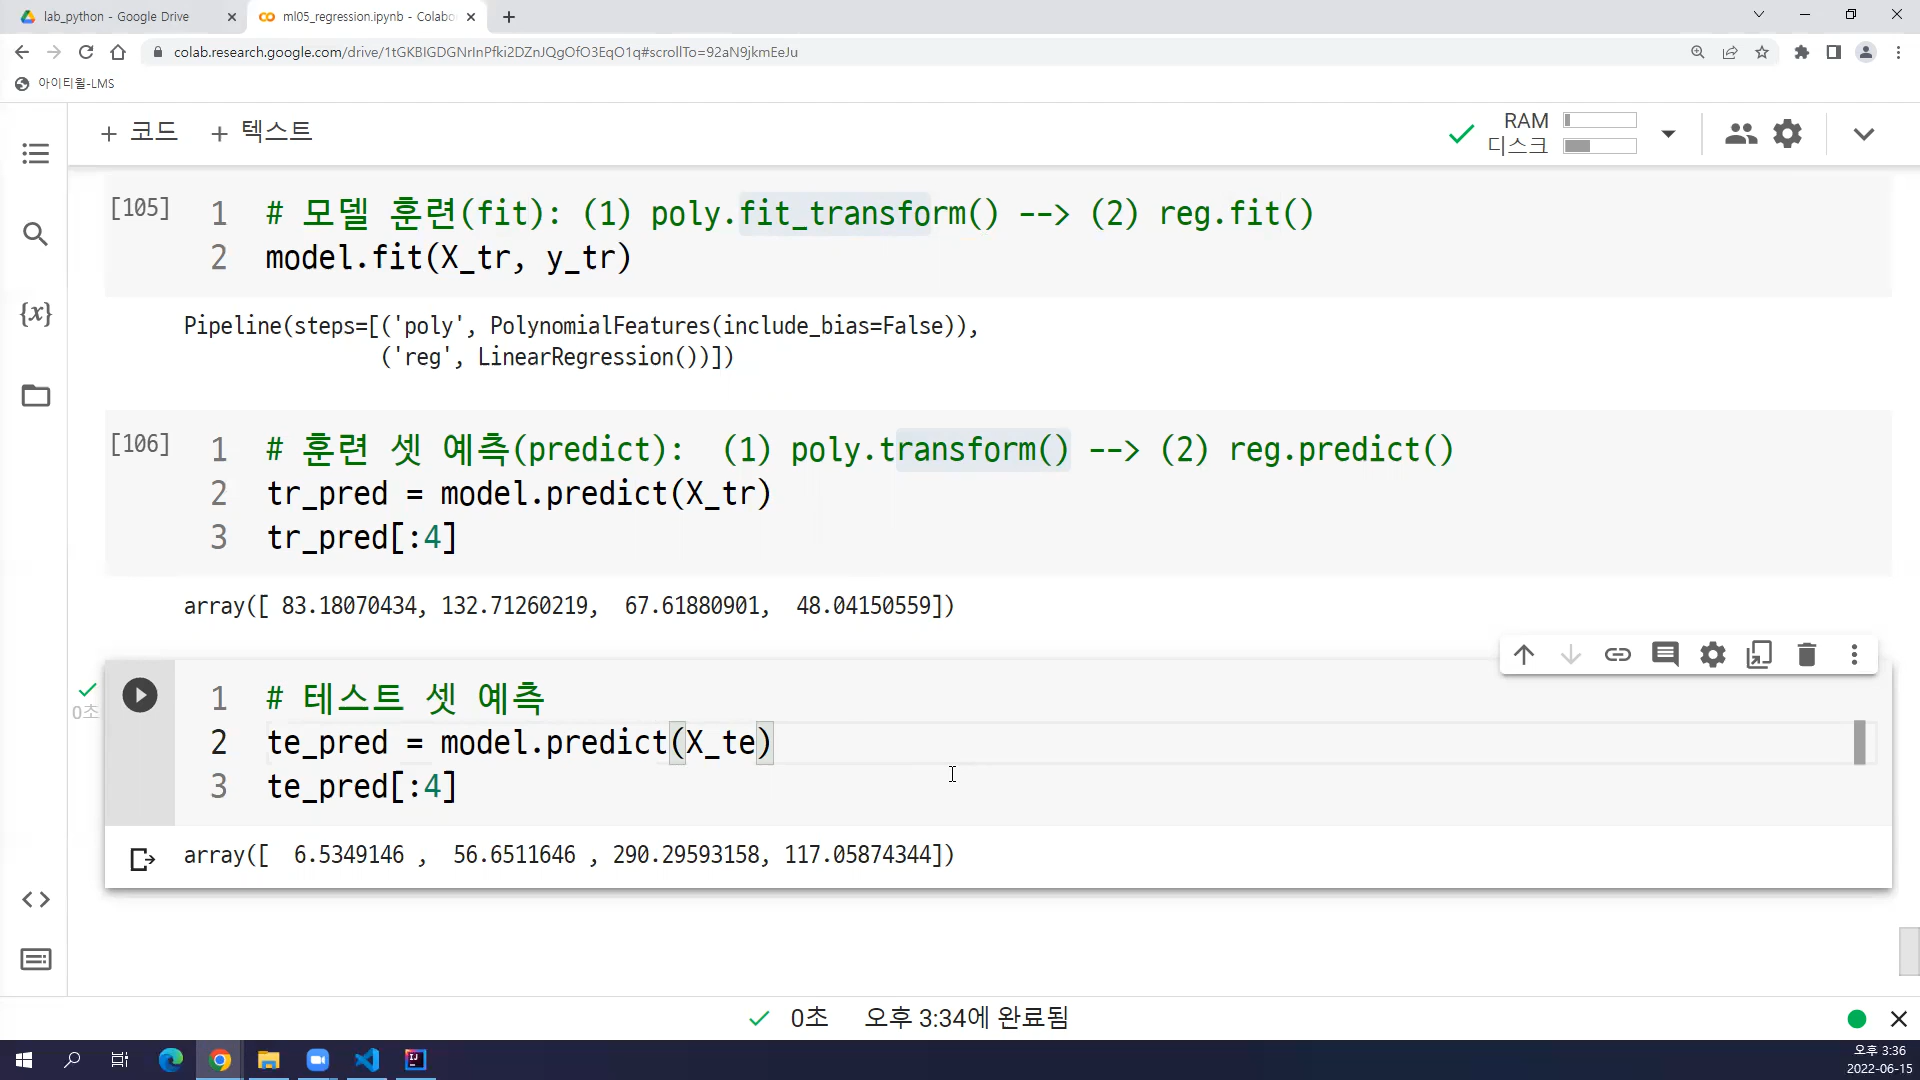 lab_python - Google Drive
ml05_regression.ipynb - Colabo
colab.research.google.com/drive/1tGKBIGDGNrInPfki2DZnJQgOfO3EqO1q#scrollTo=92aN9jkmEeJu
아이티윌-LMS
+ 코드 + 텍스트
RAM
디스크
{x}
[105]
1 # 모델 훈련(fit): (1) poly.fit_transform() --> (2) reg.fit()
2 model.fit(X_tr, y_tr)
Pipeline(steps=[('poly', PolynomialFeatures(include_bias=False)),
('reg', LinearRegression())])
[106]
1 # 훈련 셋 예측(predict): (1) poly.transform() --> (2) reg.predict()
2 tr_pred = model.predict(X_tr)
3 tr_pred[:4]
array([ 83.18070434, 132.71260219, 67.61880901, 48.04150559])
0초
1 # 테스트 셋 예측
2 te_pred = model.predict(X_te)
3 te_pred[:4]
array([ 6.5349146 , 56.6511646 , 290.29593158, 117.05874344])
0초 오후 3:34에 완료됨
오후 3:36
2022-06-15